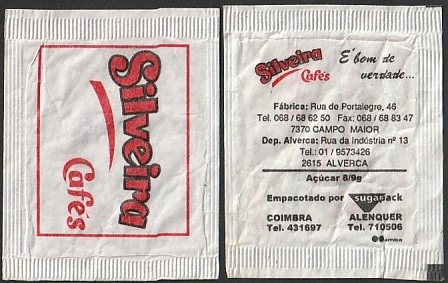 Silveira
Cafés
Silveira
Cafés
É bom de
verdade...
Fábrica: Rua de Portalegre, 46
Tel. 068 / 68 62 50 Fax: 068 / 68 83 47
7370 CAMPO MAIOR
Dep. Alverca: Rua da Indústria nº 13
Tel.: 01 / 9573426
2615 ALVERCA
Açúcar 8/9g
Empacotado por sugarpack
COIMBRA ALENQUER
Tel. 431697 Tel. 710506